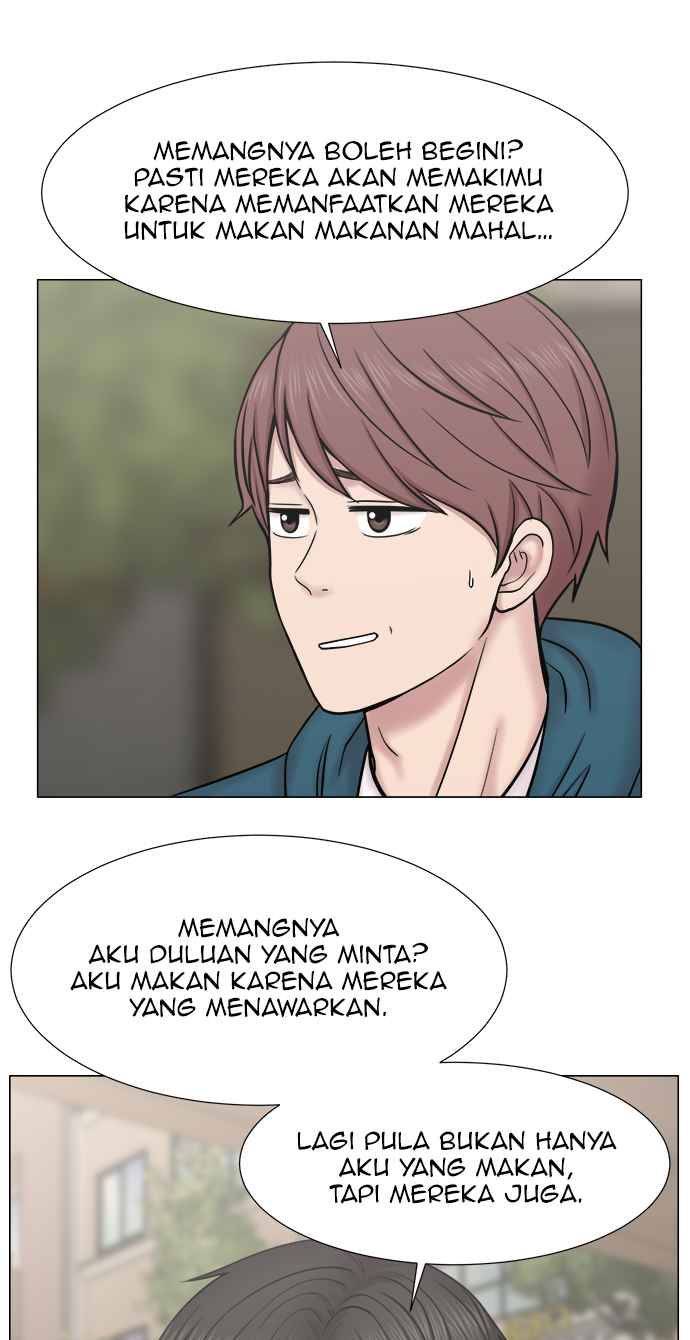 MEMANGNYA BOLEH BEGINI?
PASTI MEREKA AKAN MEMAKIMU
KARENA MEMANFAATKAN MEREKA
UNTUK MAKAN MAKANAN MAHAL...
MEMANGNYA
AKU DULUAN YANG MINTA?
AKU MAKAN KARENA MEREKA
YANG MENAWARKAN.
LAGI PULA BUKAN HANYA
AKU YANG MAKAN,
TAPI MEREKA JUGA.